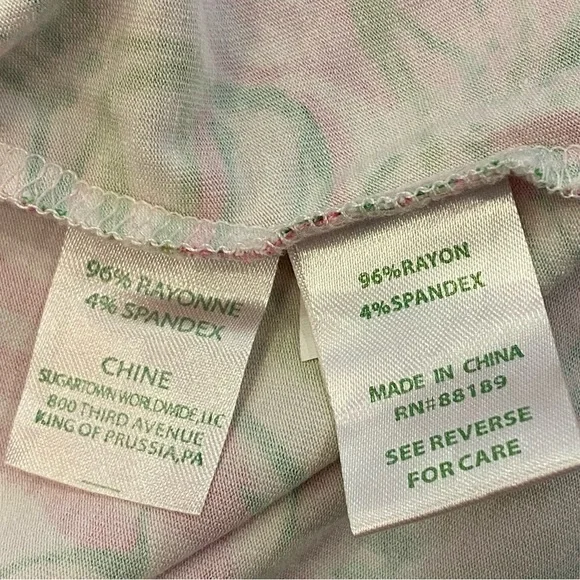 96% RAYONNE
4% SPANDEX
CHINE
SUGARTOWN WORLDWIDE, LLC
800 THIRD AVENUE
KING OF PRUSSIA, PA
96%RAYON
4%SPANDEX
MADE IN CHINA
RN#88189
SEE REVERSE
FOR CARE